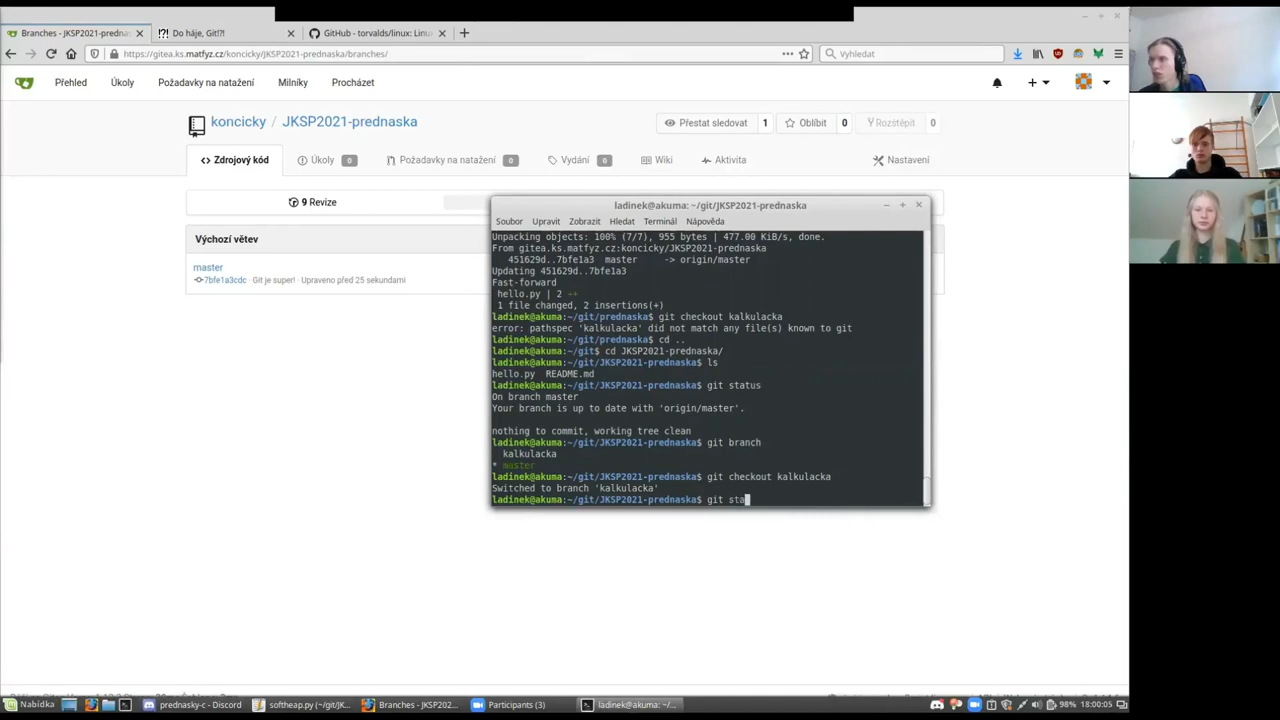 Branches - JKSP2021-prednas
Do háje, Git!?!
GitHub - torvalds/linux: Linu
https://gitea.ks.matfyz.cz/koncicky/JKSP2021-prednaska/branches/
Vyhledat
Přehled
Úkoly
Požadavky na natažení
Milníky
Procházet
koncicky / JKSP2021-prednaska
Přestat sledovat 1
Oblíbit 0
Rozštěpit 0
Zdrojový kód
Úkoly 0
Požadavky na natažení 0
Vydání 0
Wiki
Aktivita
Nastavení
9 Revize
Výchozí větev
master
7bfe1a3cdc · Git je super! · Upraveno před 25 sekundami
ladinek@akuma: ~/git/JKSP2021-prednaska
Soubor Upravit Zobrazit Hledat Terminál Nápověda
Unpacking objects: 100% (7/7), 955 bytes | 477.00 KiB/s, done.
From gitea.ks.matfyz.cz:koncicky/JKSP2021-prednaska
451629d..7bfe1a3 master -> origin/master
Updating 451629d..7bfe1a3
Fast-forward
hello.py | 2 ++
1 file changed, 2 insertions(+)
ladinek@akuma:~/git/prednaska$ git checkout kalkulacka
error: pathspec 'kalkulacka' did not match any file(s) known to git
ladinek@akuma:~/git/prednaska$ cd ..
ladinek@akuma:~/git$ cd JKSP2021-prednaska/
ladinek@akuma:~/git/JKSP2021-prednaska$ ls
hello.py README.md
ladinek@akuma:~/git/JKSP2021-prednaska$ git status
On branch master
Your branch is up to date with 'origin/master'.
nothing to commit, working tree clean
ladinek@akuma:~/git/JKSP2021-prednaska$ git branch
kalkulacka
* master
ladinek@akuma:~/git/JKSP2021-prednaska$ git checkout kalkulacka
Switched to branch 'kalkulacka'
ladinek@akuma:~/git/JKSP2021-prednaska$ git sta
Nabídka
prednasky-c - Discord
softheap.py (~/git/JK...
Branches - JKSP202...
Participants (3)
ladinek@akuma: ~/...
98%
18:00:05